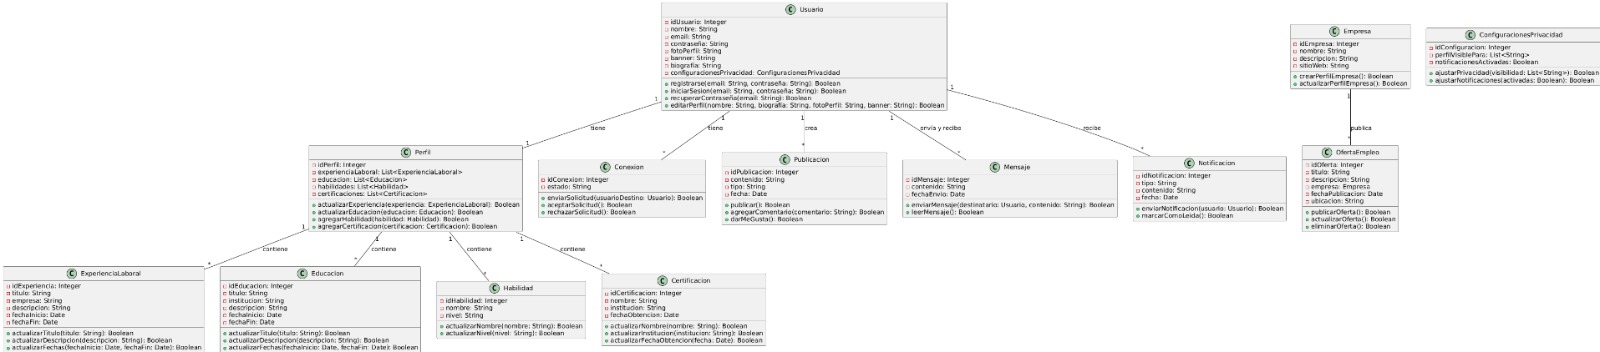 C Usuario
idUsuario: Integer
nombre: String
email: String
contraseña: String
fotoPerfil: String
banner: String
biografia: String
configuracionesPrivacidad: ConfiguracionesPrivacidad
registrarse(email: String, contraseña: String): Boolean
iniciarSesion(email: String, contraseña: String): Boolean
recuperarContraseña(email: String): Boolean
editarPerfil(nombre: String, biografia: String, fotoPerfil: String, banner: String): Boolean
C Empresa
idEmpresa: Integer
nombre: String
descripcion: String
sitioWeb: String
crearPerfilEmpresa(): Boolean
actualizarPerfilEmpresa(): Boolean
C ConfiguracionesPrivacidad
idConfiguracion: Integer
perfilVisiblePara: List<String>
notificacionesActivadas: Boolean
ajustarPrivacidad(visibilidad: List<String>): Boolean
ajustarNotificaciones(activadas: Boolean): Boolean
1
1
1
1
1
1
tiene
tiene
crea
envía y recibe
recibe
publica
1
*
*
*
*
*
C Perfil
idPerfil: Integer
experienciaLaboral: List<ExperienciaLaboral>
educacion: List<Educacion>
habilidades: List<Habilidad>
certificaciones: List<Certificacion>
actualizarExperiencia(experiencia: ExperienciaLaboral): Boolean
actualizarEducacion(educacion: Educacion): Boolean
agregarHabilidad(habilidad: Habilidad): Boolean
agregarCertificacion(certificacion: Certificacion): Boolean
C Conexion
idConexion: Integer
estado: String
enviarSolicitud(usuarioDestino: Usuario): Boolean
aceptarSolicitud(): Boolean
rechazarSolicitud(): Boolean
C Publicacion
idPublicacion: Integer
contenido: String
tipo: String
fecha: Date
publicar(): Boolean
agregarComentario(comentario: String): Boolean
darMeGusta(): Boolean
C Mensaje
idMensaje: Integer
contenido: String
fechaEnvio: Date
enviarMensaje(destinatario: Usuario, contenido: String): Boolean
leerMensaje(): Boolean
C Notificacion
idNotificacion: Integer
tipo: String
contenido: String
fecha: Date
enviarNotificacion(usuario: Usuario): Boolean
marcarComoLeida(): Boolean
C OfertaEmpleo
idOferta: Integer
titulo: String
descripcion: String
empresa: Empresa
fechaPublicacion: Date
ubicacion: String
publicarOferta(): Boolean
actualizarOferta(): Boolean
eliminarOferta(): Boolean
1
1
1
1
contiene
contiene
contiene
contiene
*
*
*
*
C ExperienciaLaboral
idExperiencia: Integer
titulo: String
empresa: String
descripcion: String
fechaInicio: Date
fechaFin: Date
actualizarTitulo(titulo: String): Boolean
actualizarDescripcion(descripcion: String): Boolean
actualizarFechas(fechaInicio: Date, fechaFin: Date): Boolean
C Educacion
idEducacion: Integer
titulo: String
institucion: String
descripcion: String
fechaInicio: Date
fechaFin: Date
actualizarTitulo(titulo: String): Boolean
actualizarDescripcion(descripcion: String): Boolean
actualizarFechas(fechaInicio: Date, fechaFin: Date): Boolean
C Habilidad
idHabilidad: Integer
nombre: String
nivel: String
actualizarNombre(nombre: String): Boolean
actualizarNivel(nivel: String): Boolean
C Certificacion
idCertificacion: Integer
nombre: String
institucion: String
fechaObtencion: Date
actualizarNombre(nombre: String): Boolean
actualizarInstitucion(institucion: String): Boolean
actualizarFechaObtencion(fecha: Date): Boolean